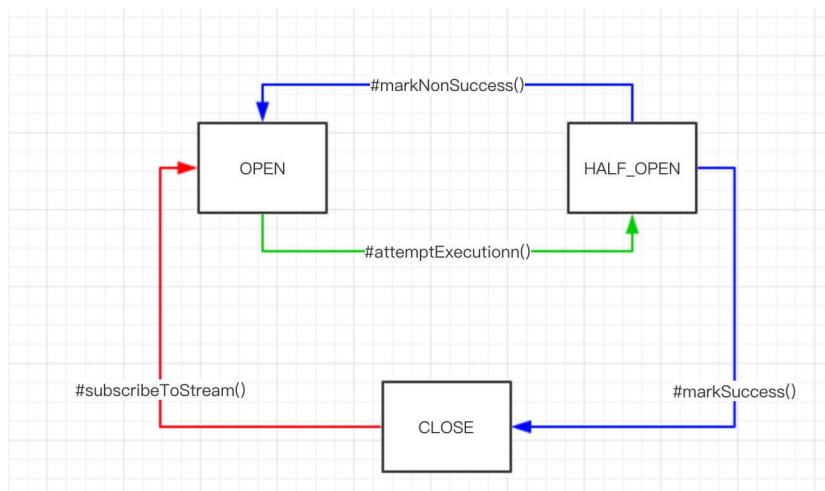 #markNonSuccess()
OPEN
HALF_OPEN
#attemptExecutionn()
#subscribeToStream()
#markSuccess()
CLOSE